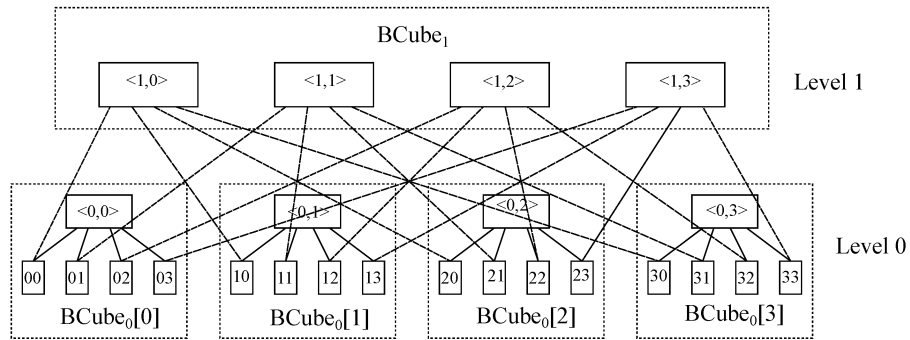 BCube₁
<1,0> <1,1> <1,2> <1,3>
Level 1
<0,0> <0,1> <0,2> <0,3>
Level 0
00 01 02 03 10 11 12 13 20 21 22 23 30 31 32 33
BCube₀[0] BCube₀[1] BCube₀[2] BCube₀[3]